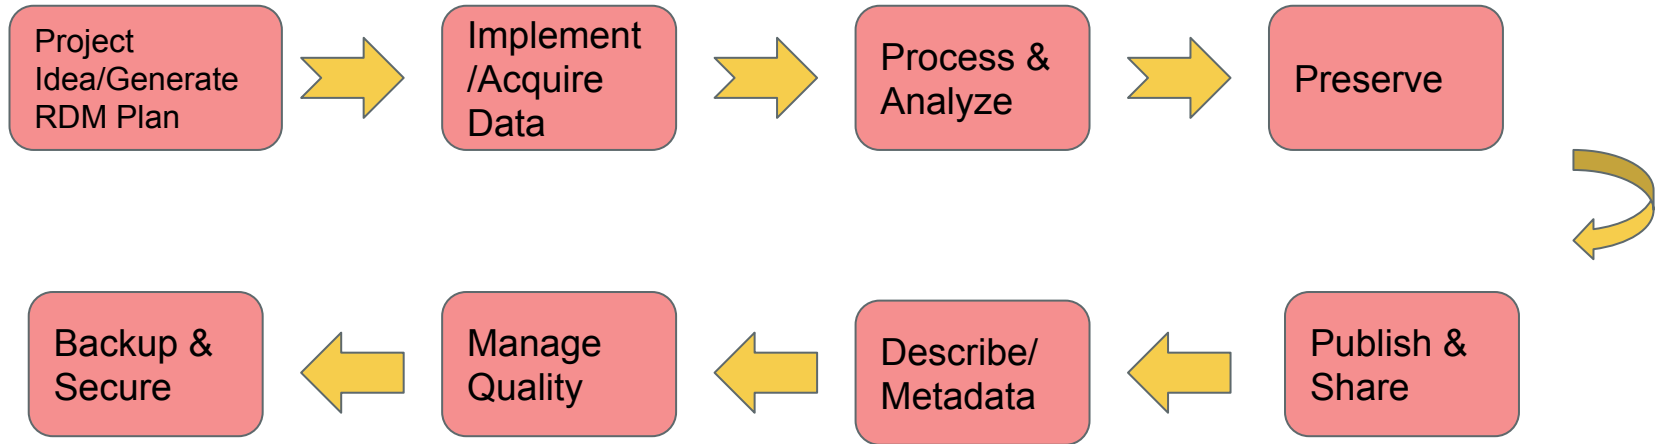 Project
Idea/Generate
RDM Plan
Implement
/Acquire
Data
Process &
Analyze
Preserve
Publish &
Share
Describe/
Metadata
Manage
Quality
Backup &
Secure